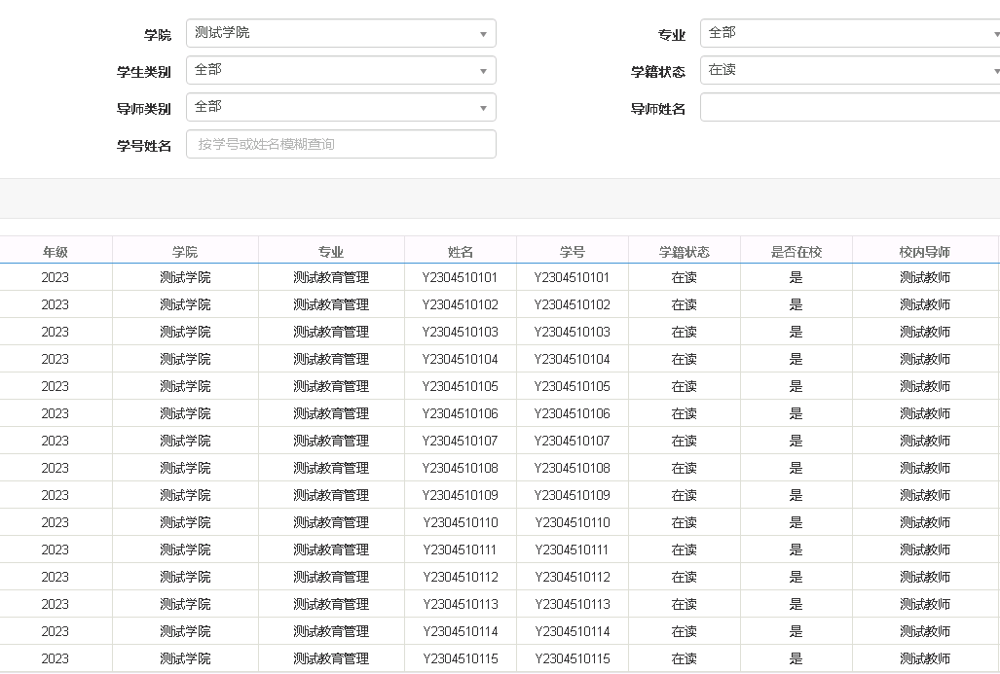 学院 测试学院 专业 全部
学生类别 全部 学籍状态 在读
导师类别 全部 导师姓名
学号姓名 按学号或姓名模糊查询
年级 学院 专业 姓名 学号 学籍状态 是否在校 校内导师
2023 测试学院 测试教育管理 Y2304510101 Y2304510101 在读 是 测试教师
2023 测试学院 测试教育管理 Y2304510102 Y2304510102 在读 是 测试教师
2023 测试学院 测试教育管理 Y2304510103 Y2304510103 在读 是 测试教师
2023 测试学院 测试教育管理 Y2304510104 Y2304510104 在读 是 测试教师
2023 测试学院 测试教育管理 Y2304510105 Y2304510105 在读 是 测试教师
2023 测试学院 测试教育管理 Y2304510106 Y2304510106 在读 是 测试教师
2023 测试学院 测试教育管理 Y2304510107 Y2304510107 在读 是 测试教师
2023 测试学院 测试教育管理 Y2304510108 Y2304510108 在读 是 测试教师
2023 测试学院 测试教育管理 Y2304510109 Y2304510109 在读 是 测试教师
2023 测试学院 测试教育管理 Y2304510110 Y2304510110 在读 是 测试教师
2023 测试学院 测试教育管理 Y2304510111 Y2304510111 在读 是 测试教师
2023 测试学院 测试教育管理 Y2304510112 Y2304510112 在读 是 测试教师
2023 测试学院 测试教育管理 Y2304510113 Y2304510113 在读 是 测试教师
2023 测试学院 测试教育管理 Y2304510114 Y2304510114 在读 是 测试教师
2023 测试学院 测试教育管理 Y2304510115 Y2304510115 在读 是 测试教师